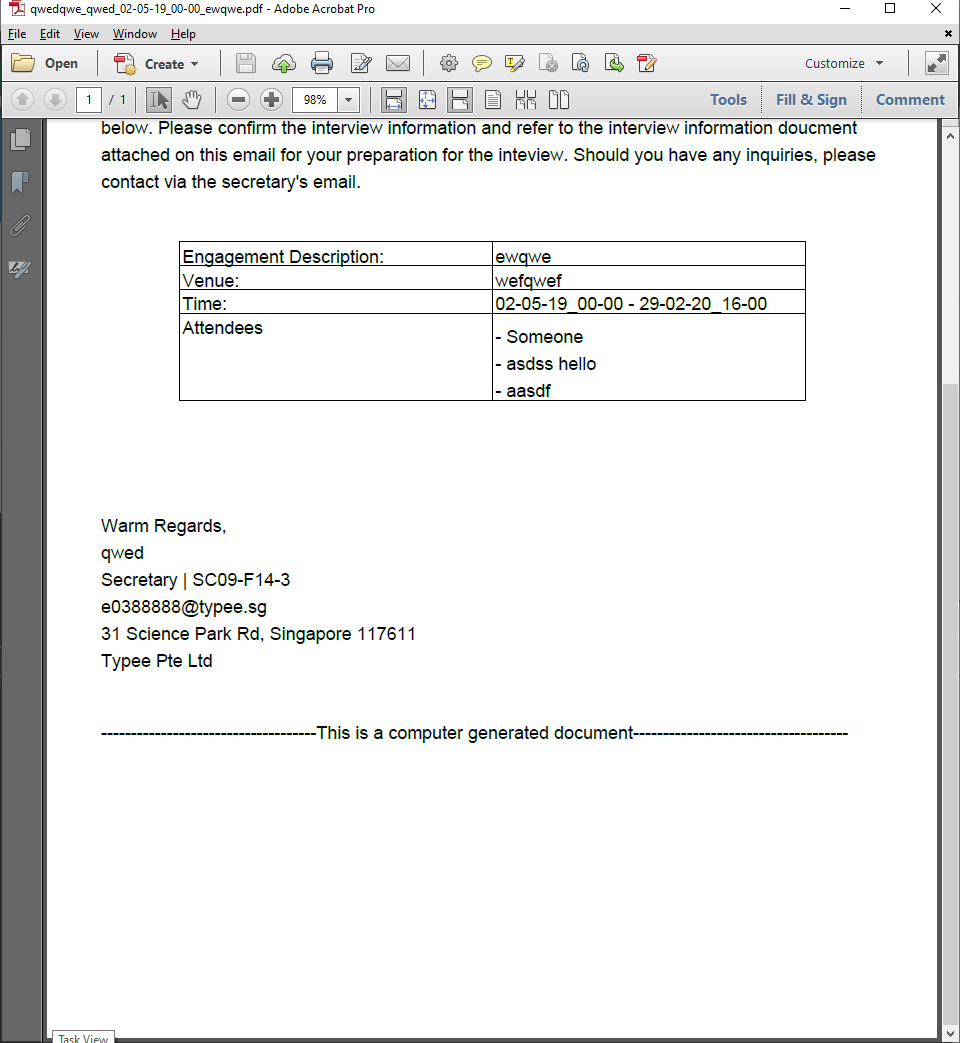 qwedqwe_qwed_02-05-19_00-00_ewqwe.pdf - Adobe Acrobat Pro
File Edit View Window Help
Open Create Customize
1 / 1 98% Tools Fill & Sign Comment
below. Please confirm the interview information and refer to the interview information doucment
attached on this email for your preparation for the inteview. Should you have any inquiries, please
contact via the secretary's email.
Engagement Description: ewqwe
Venue: wefqwef
Time: 02-05-19_00-00 - 29-02-20_16-00
Attendees
- Someone
- asdss hello
- aasdf
Warm Regards,
qwed
Secretary | SC09-F14-3
e0388888@typee.sg
31 Science Park Rd, Singapore 117611
Typee Pte Ltd
------------------------------------This is a computer generated document------------------------------------
Task View